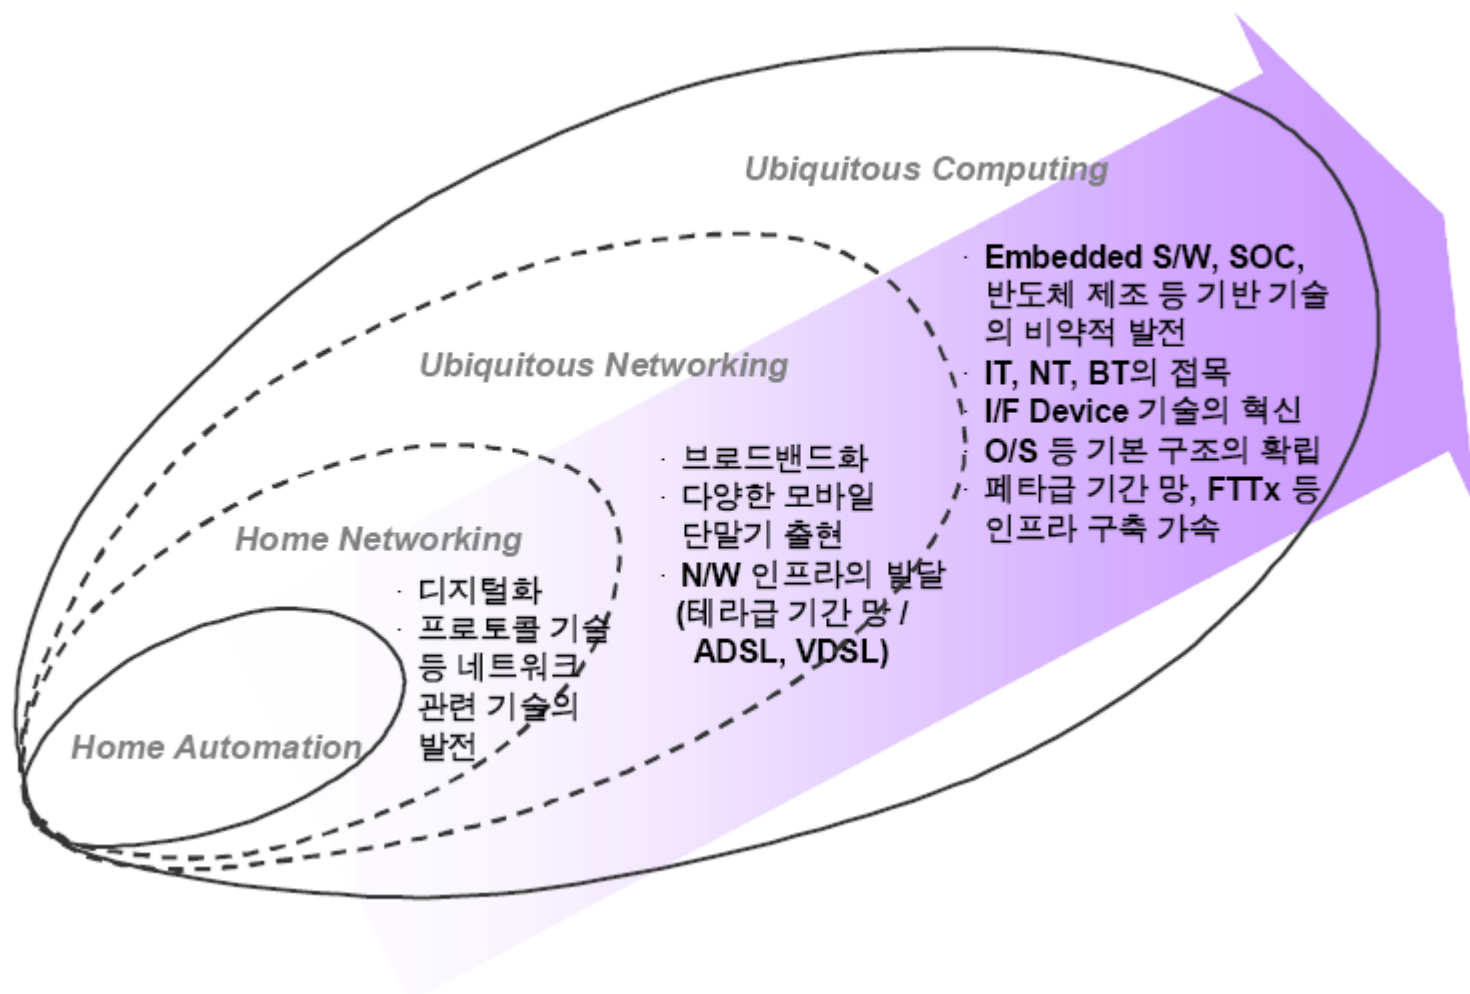 Ubiquitous Computing
· Embedded S/W, SOC,
반도체 제조 등 기반 기술
의 비약적 발전
· IT, NT, BT의 접목
· I/F Device 기술의 혁신
· O/S 등 기본 구조의 확립
· 페타급 기간 망, FTTx 등
인프라 구축 가속
Ubiquitous Networking
· 브로드밴드화
· 다양한 모바일
단말기 출현
· N/W 인프라의 발달
(테라급 기간 망 /
ADSL, VDSL)
Home Networking
· 디지털화
· 프로토콜 기술
등 네트워크
관련 기술의
발전
Home Automation